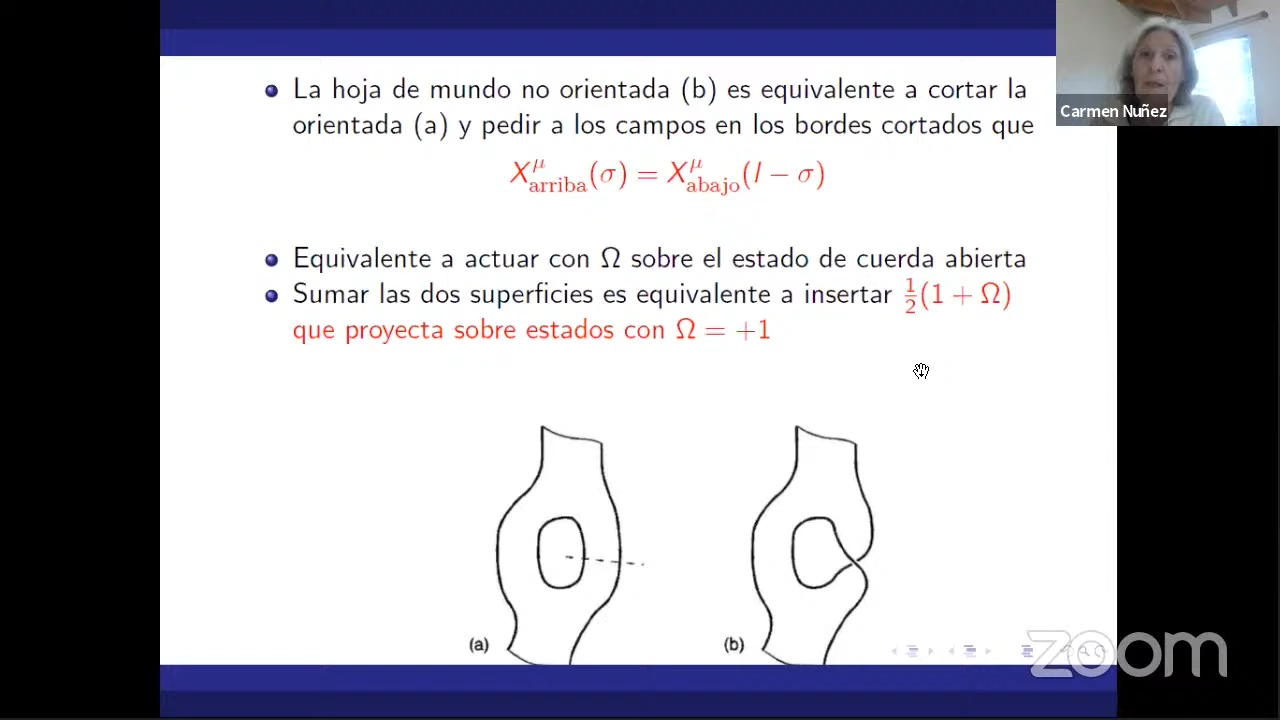 La hoja de mundo no orientada (b) es equivalente a cortar la
orientada (a) y pedir a los campos en los bordes cortados que
X^μ_arriba(σ) = X^μ_abajo(l − σ)
Equivalente a actuar con Ω sobre el estado de cuerda abierta
Sumar las dos superficies es equivalente a insertar ½(1 + Ω)
que proyecta sobre estados con Ω = +1
(a)
(b)
Carmen Nuñez
zoom